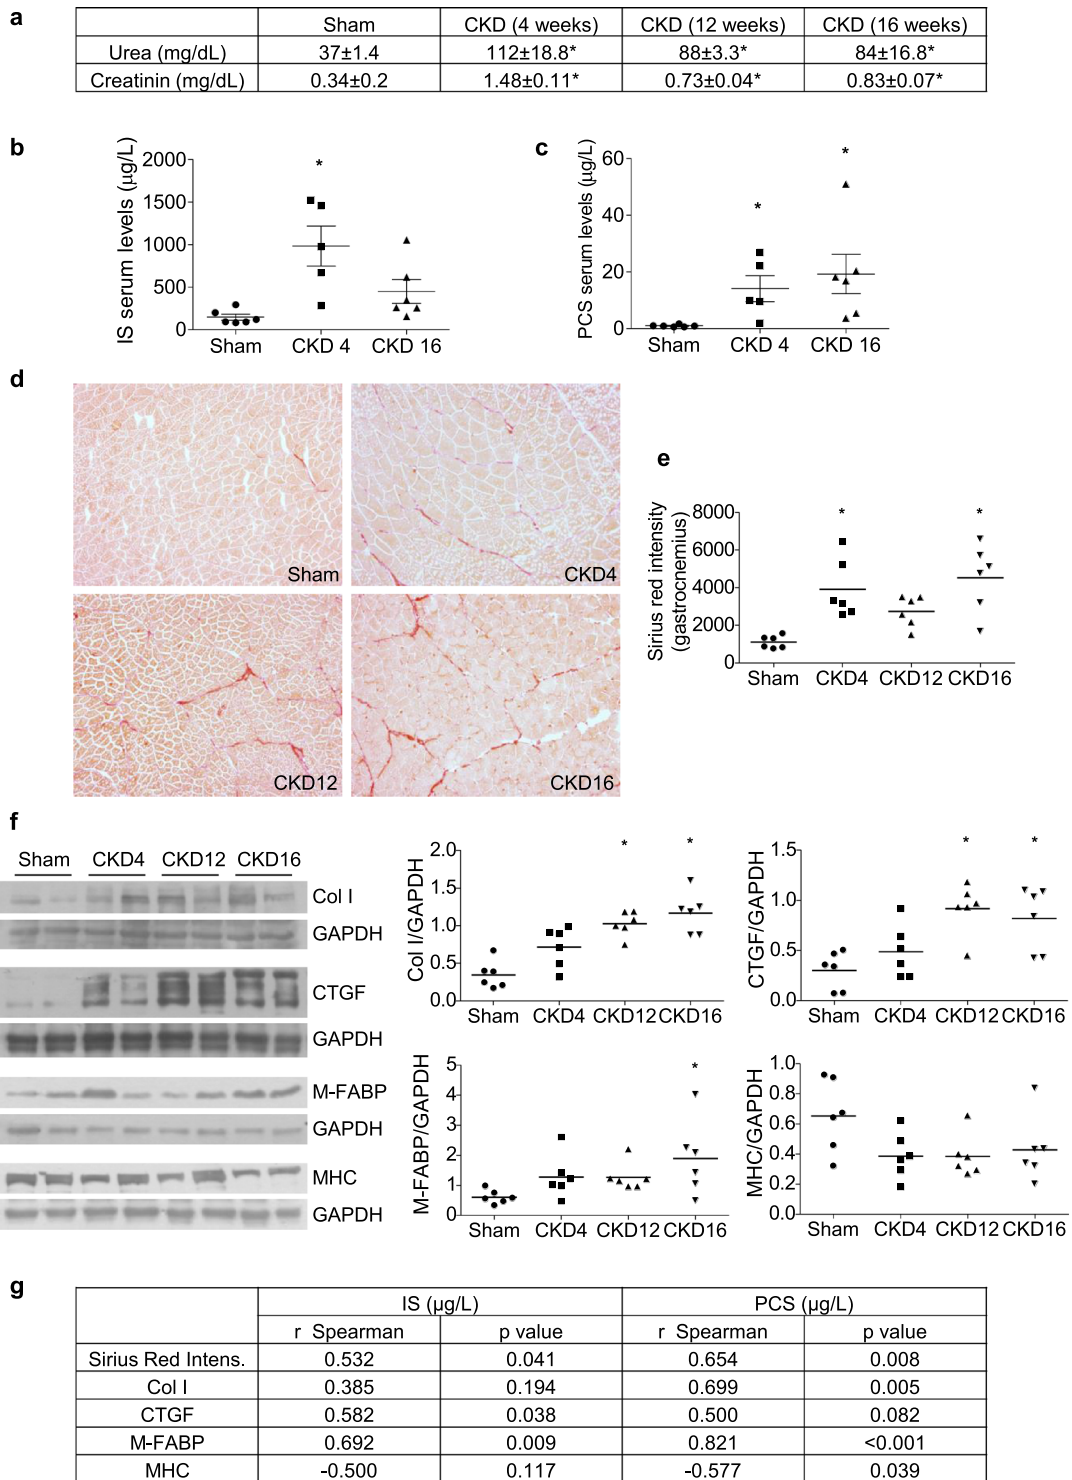 a
Sham CKD (4 weeks) CKD (12 weeks) CKD (16 weeks)
Urea (mg/dL) 37±1.4 112±18.8* 88±3.3* 84±16.8*
Creatinin (mg/dL) 0.34±0.2 1.48±0.11* 0.73±0.04* 0.83±0.07*
b
IS serum levels (µg/L)
2000
1500
1000
500
0
*
Sham CKD 4 CKD 16
c
PCS serum levels (µg/L)
60
40
20
0
*
*
Sham CKD 4 CKD 16
d
Sham
CKD4
CKD12
CKD16
e
Sirius red intensity
(gastrocnemius)
8000
6000
4000
2000
0
* *
Sham CKD4 CKD12 CKD16
f
Sham CKD4 CKD12 CKD16
Col I
GAPDH
CTGF
GAPDH
M-FABP
GAPDH
MHC
GAPDH
Col I/GAPDH
2.0
1.5
1.0
0.5
0.0
* *
Sham CKD4 CKD12 CKD16
CTGF/GAPDH
1.5
1.0
0.5
0.0
* *
Sham CKD4 CKD12 CKD16
M-FABP/GAPDH
5
4
3
2
1
0
*
Sham CKD4 CKD12 CKD16
MHC/GAPDH
1.0
0.8
0.6
0.4
0.2
0.0
Sham CKD4 CKD12 CKD16
g
IS (µg/L) PCS (µg/L)
r Spearman p value r Spearman p value
Sirius Red Intens. 0.532 0.041 0.654 0.008
Col I 0.385 0.194 0.699 0.005
CTGF 0.582 0.038 0.500 0.082
M-FABP 0.692 0.009 0.821 <0.001
MHC -0.500 0.117 -0.577 0.039